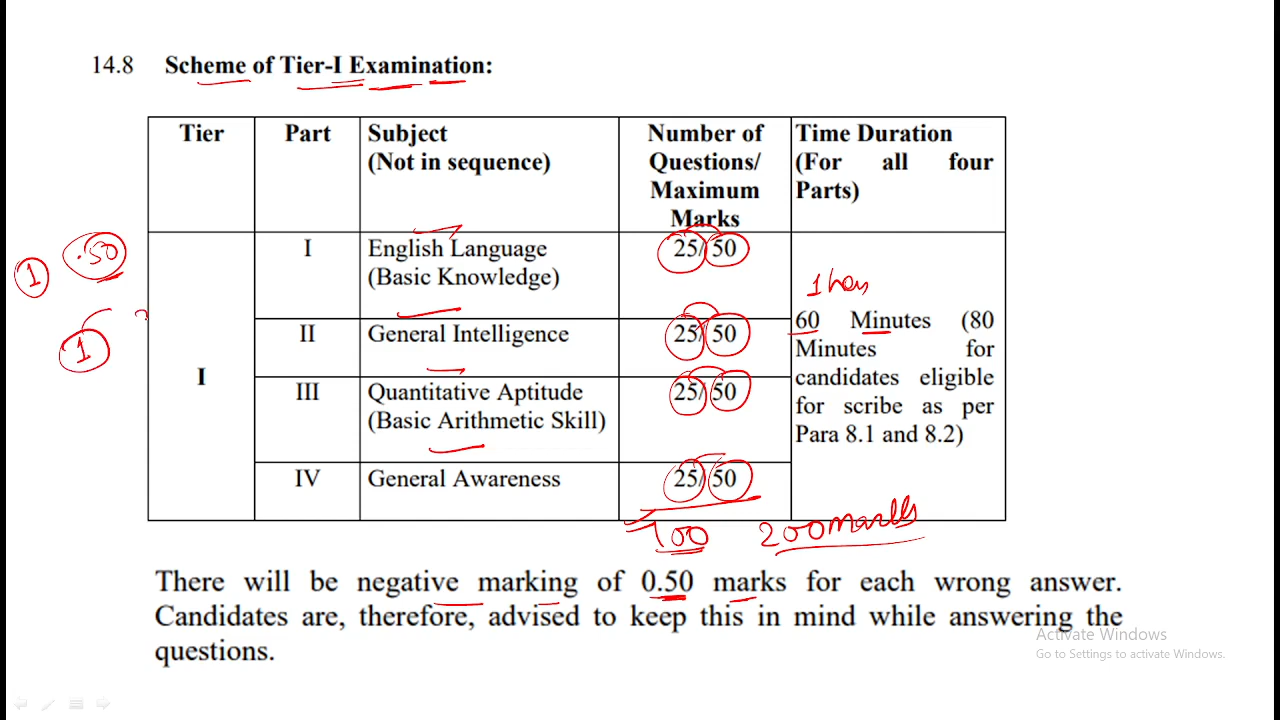 14.8 Scheme of Tier-I Examination:
Tier Part Subject (Not in sequence) Number of Questions/ Maximum Marks Time Duration (For all four Parts)
.50
1
1
I
I English Language (Basic Knowledge) 25/ 50
II General Intelligence 25/ 50
III Quantitative Aptitude (Basic Arithmetic Skill) 25/ 50
IV General Awareness 25/ 50
60 Minutes (80
Minutes for
candidates eligible
for scribe as per
Para 8.1 and 8.2)
100 200 marks
There will be negative marking of 0.50 marks for each wrong answer.
Candidates are, therefore, advised to keep this in mind while answering the
questions.
Activate Windows
Go to Settings to activate Windows.